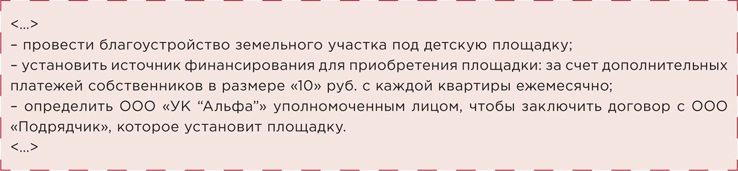 <...>
– провести благоустройство земельного участка под детскую площадку;
– установить источник финансирования для приобретения площадки: за счет дополнительных
платежей собственников в размере «10» руб. с каждой квартиры ежемесячно;
– определить ООО «УК “Альфа”» уполномоченным лицом, чтобы заключить договор с ООО
«Подрядчик», которое установит площадку.
<...>